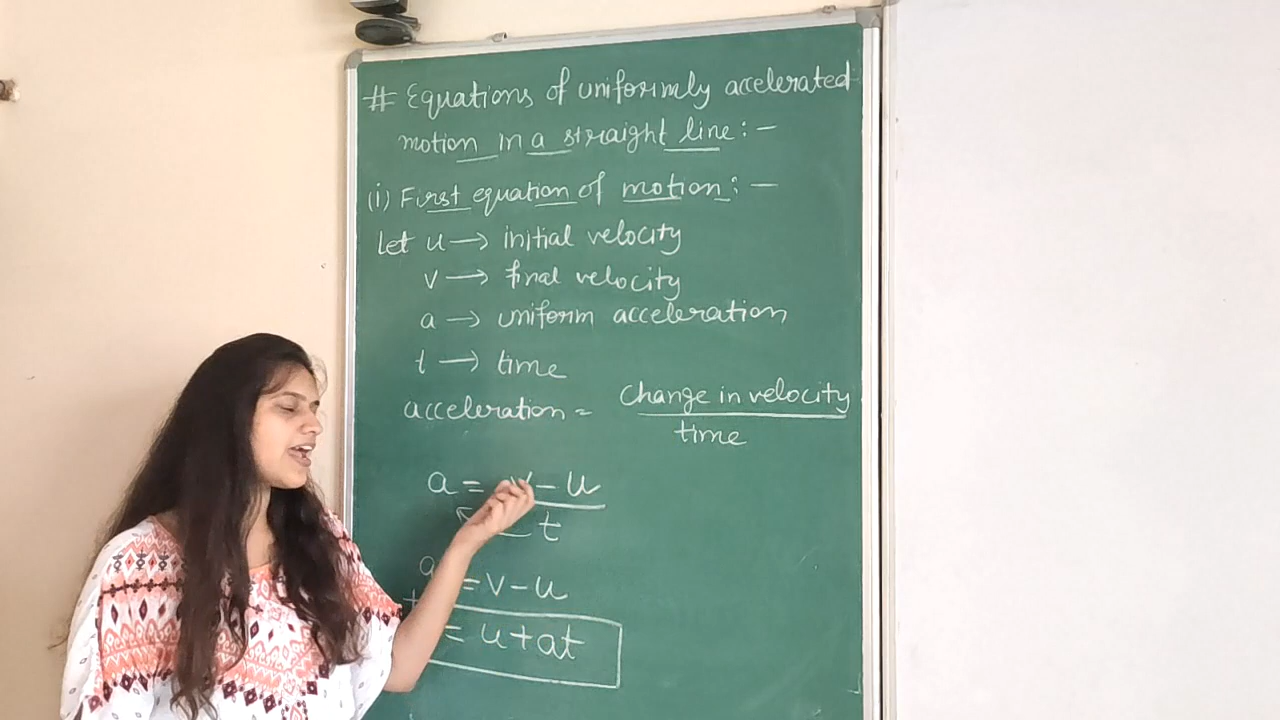 # Equations of uniformly accelerated
motion in a straight line :-
(i) First equation of motion :-
Let u → initial velocity
v → final velocity
a → uniform acceleration
t → time
acceleration = change in velocity
time
a = v - u
t
a = v - u
= u + at